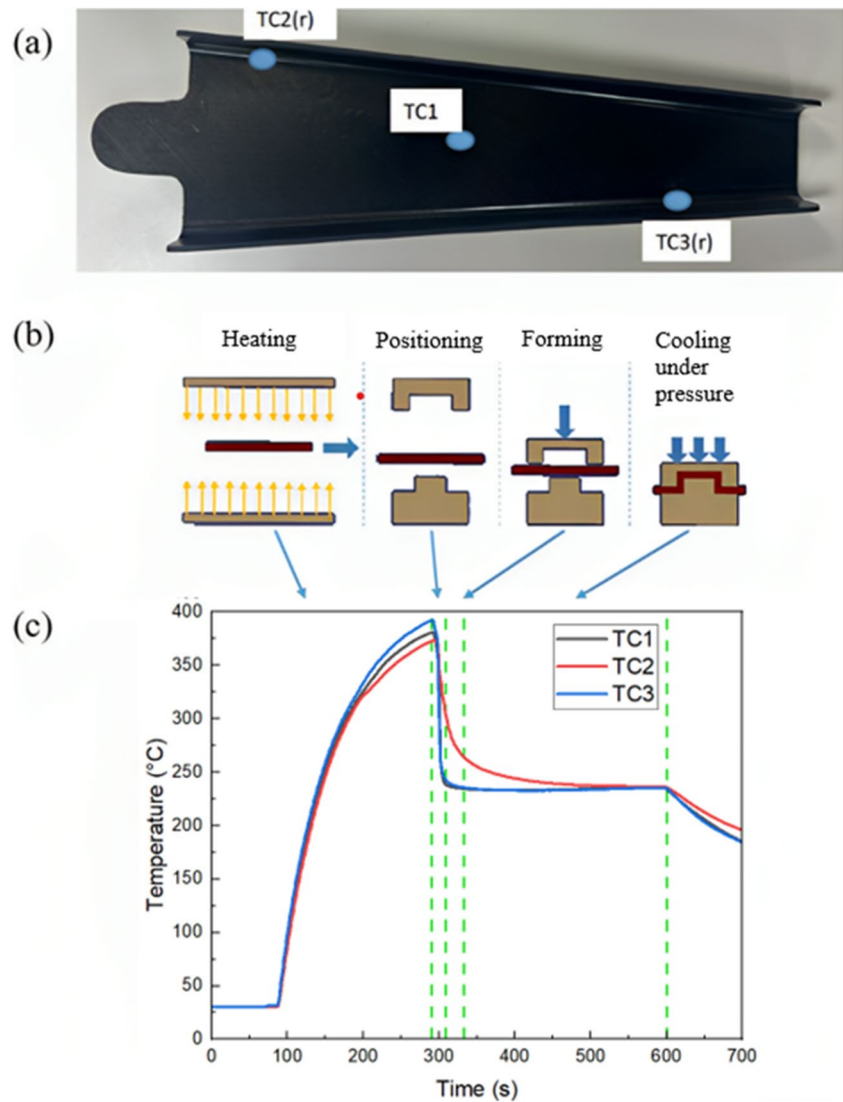 (a)
TC2(r)
TC1
TC3(r)
(b)
Heating
Positioning
Forming
Cooling
under
pressure
(c)
400
350
300
250
200
150
100
50
0
Temperature (°C)
TC1
TC2
TC3
0 100 200 300 400 500 600 700
Time (s)